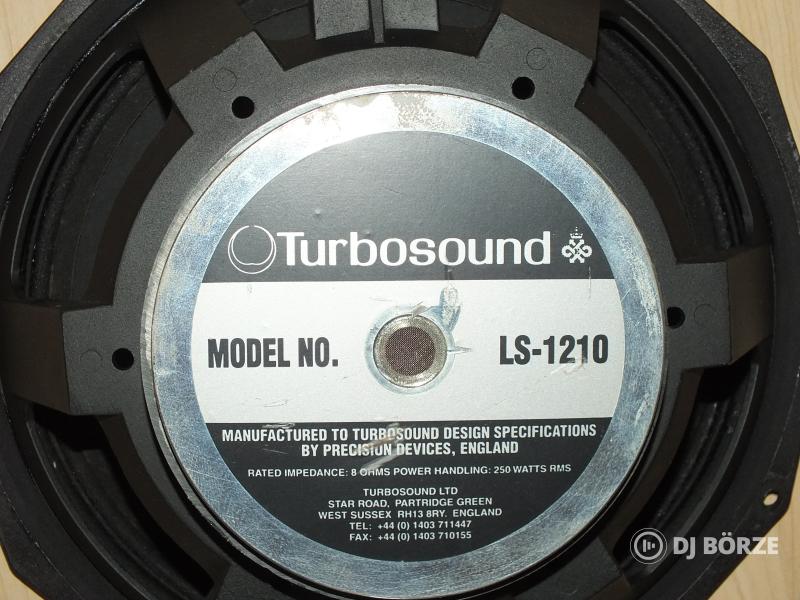 Turbosound
MODEL NO. LS-1210
MANUFACTURED TO TURBOSOUND DESIGN SPECIFICATIONS
BY PRECISION DEVICES, ENGLAND
RATED IMPEDANCE: 8 OHMS POWER HANDLING: 250 WATTS RMS
TURBOSOUND LTD
STAR ROAD, PARTRIDGE GREEN
WEST SUSSEX RH13 8RY. ENGLAND
TEL: +44 (0) 1403 711447
FAX: +44 (0) 1403 710155
DJ BÖRZE